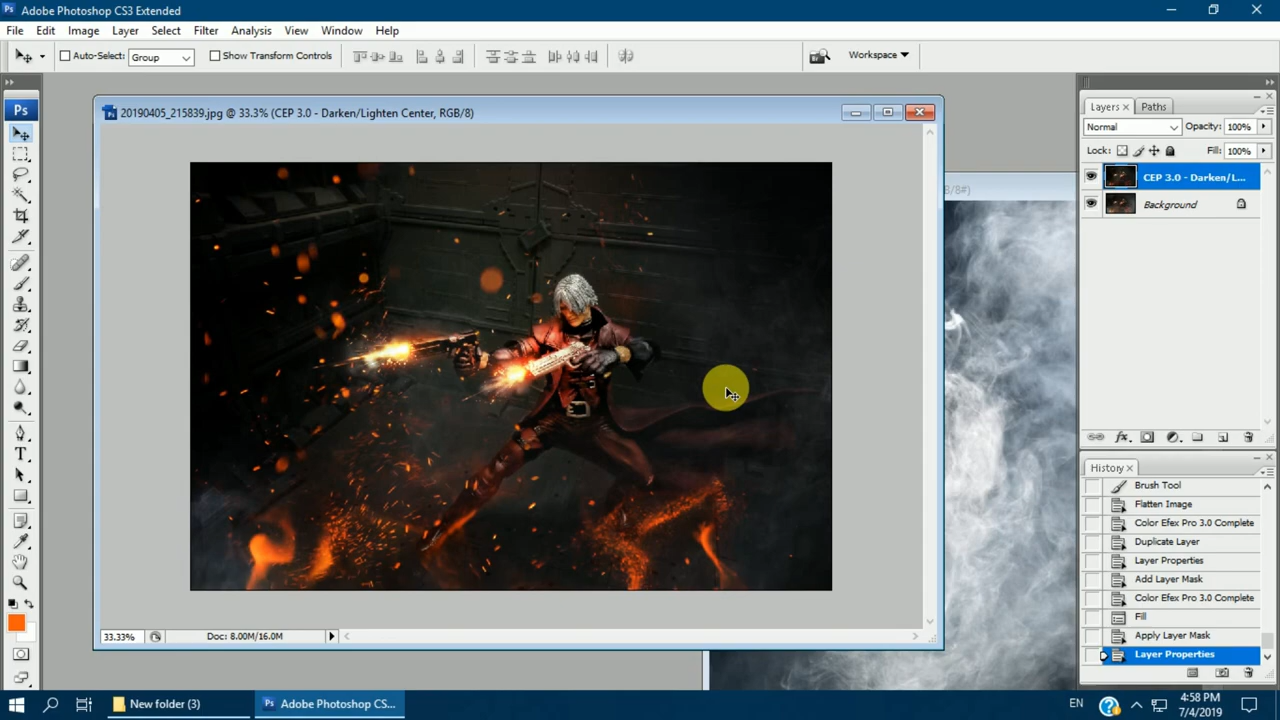 Adobe Photoshop CS3 Extended
File Edit Image Layer Select Filter Analysis View Window Help
Auto-Select: Group Show Transform Controls Workspace
Ps
20190405_215839.jpg @ 33.3% (CEP 3.0 - Darken/Lighten Center, RGB/8)
8/8#)
Layers Paths
Normal Opacity: 100%
Lock: Fill: 100%
CEP 3.0 - Darken/L...
Background
History
Brush Tool
Flatten Image
Color Efex Pro 3.0 Complete
Duplicate Layer
Layer Properties
Add Layer Mask
Color Efex Pro 3.0 Complete
Fill
Apply Layer Mask
Layer Properties
33.33% Doc: 8.00M/16.0M
New folder (3) Adobe Photoshop CS... EN 4:58 PM
7/4/2019